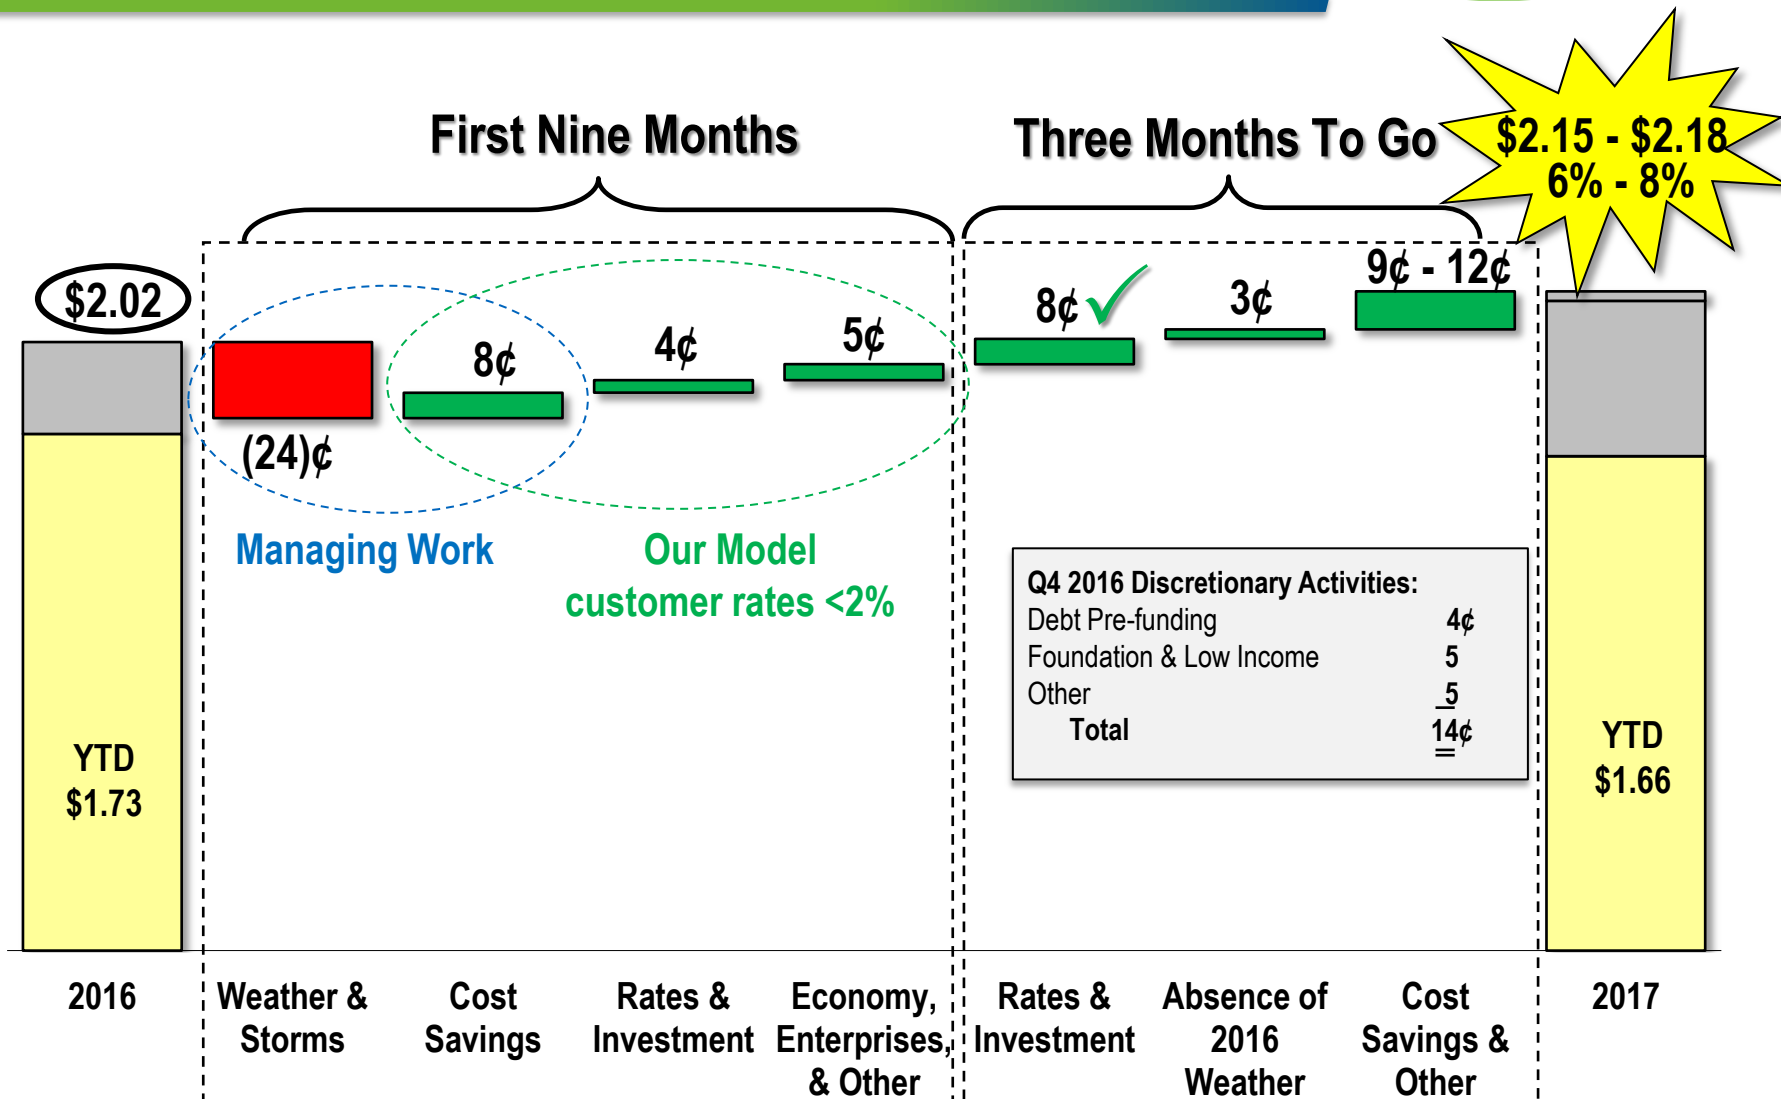 First Nine Months
Three Months To Go
$2.15 - $2.18
6% - 8%
$2.02
(24)¢
8¢
4¢
5¢
8¢
3¢
9¢ - 12¢
Managing Work
Our Model
customer rates <2%
Q4 2016 Discretionary Activities:
Debt Pre-funding 4¢
Foundation & Low Income 5
Other 5
Total 14¢
YTD
$1.73
YTD
$1.66
2016
Weather &
Storms
Cost
Savings
Rates &
Investment
Economy,
Enterprises,
& Other
Rates &
Investment
Absence of
2016
Weather
Cost
Savings &
Other
2017